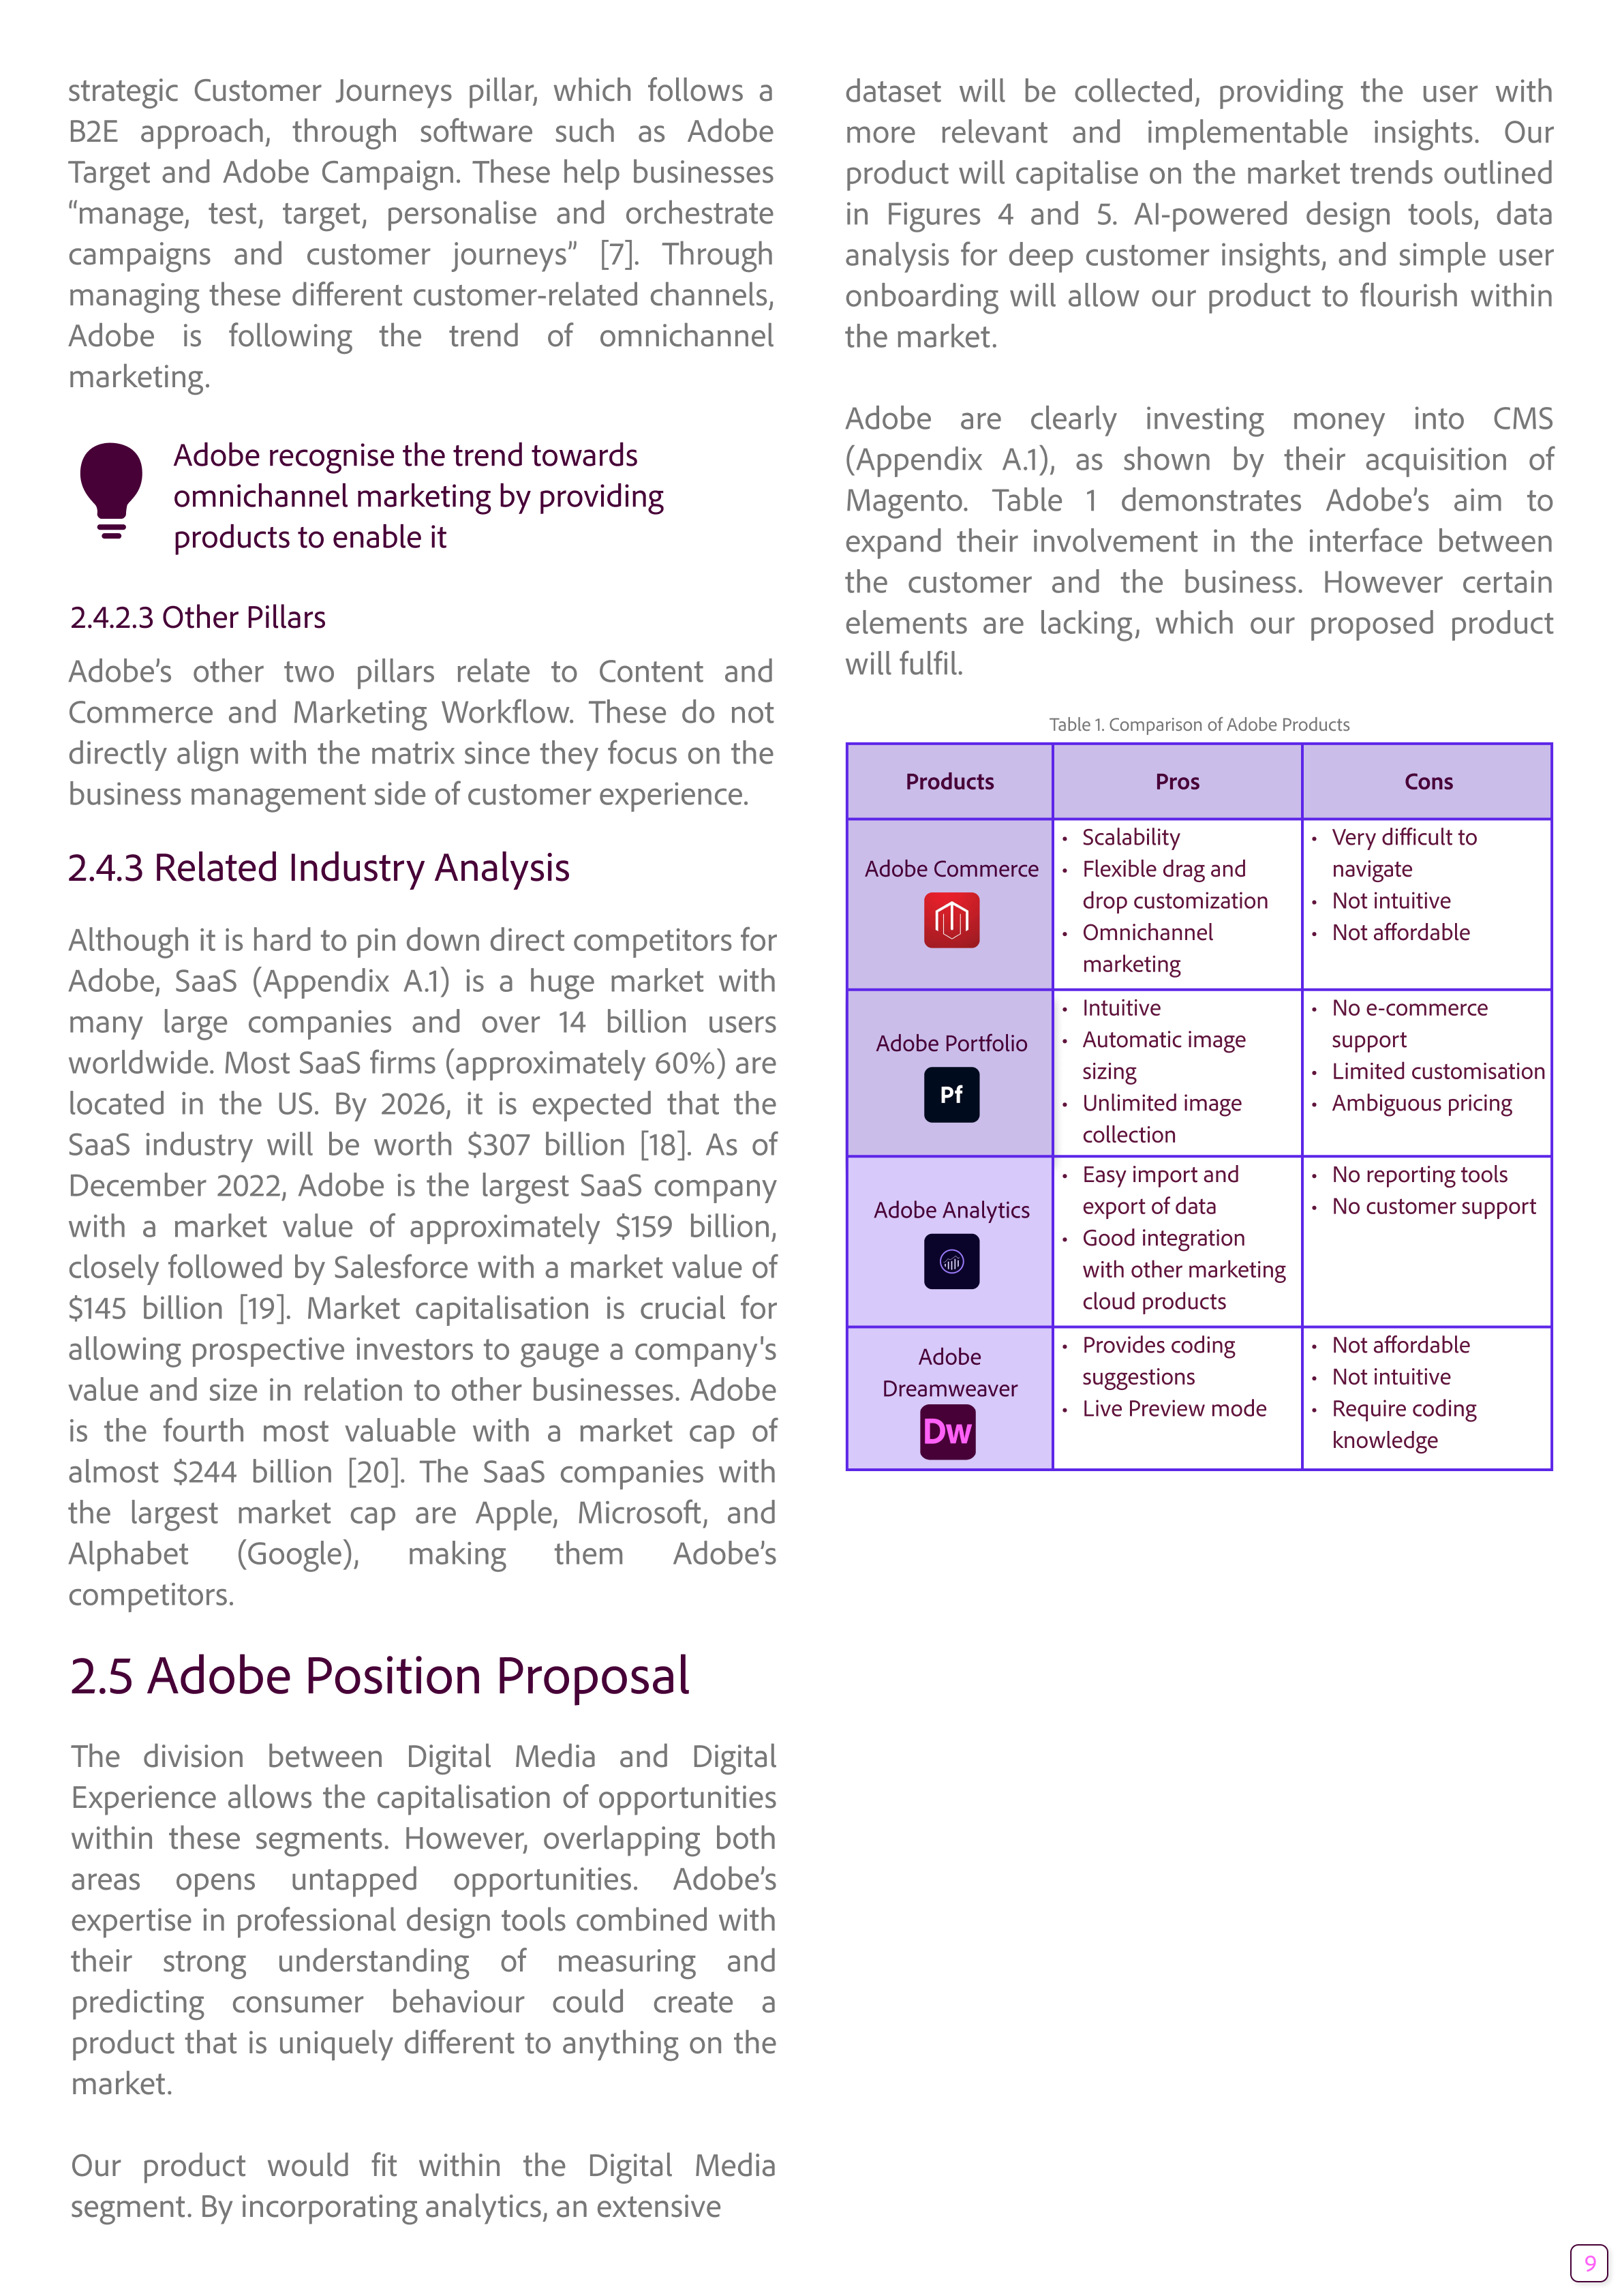 strategic Customer Journeys pillar, which follows a
B2E approach, through software such as Adobe
Target and Adobe Campaign. These help businesses
“manage, test, target, personalise and orchestrate
campaigns and customer journeys” [7]. Through
managing these different customer-related channels,
Adobe is following the trend of omnichannel
marketing.
Adobe recognise the trend towards
omnichannel marketing by providing
products to enable it
2.4.2.3 Other Pillars
Adobe’s other two pillars relate to Content and
Commerce and Marketing Workflow. These do not
directly align with the matrix since they focus on the
business management side of customer experience.
2.4.3 Related Industry Analysis
Although it is hard to pin down direct competitors for
Adobe, SaaS (Appendix A.1) is a huge market with
many large companies and over 14 billion users
worldwide. Most SaaS firms (approximately 60%) are
located in the US. By 2026, it is expected that the
SaaS industry will be worth $307 billion [18]. As of
December 2022, Adobe is the largest SaaS company
with a market value of approximately $159 billion,
closely followed by Salesforce with a market value of
$145 billion [19]. Market capitalisation is crucial for
allowing prospective investors to gauge a company's
value and size in relation to other businesses. Adobe
is the fourth most valuable with a market cap of
almost $244 billion [20]. The SaaS companies with
the largest market cap are Apple, Microsoft, and
Alphabet (Google), making them Adobe’s
competitors.
2.5 Adobe Position Proposal
The division between Digital Media and Digital
Experience allows the capitalisation of opportunities
within these segments. However, overlapping both
areas opens untapped opportunities. Adobe’s
expertise in professional design tools combined with
their strong understanding of measuring and
predicting consumer behaviour could create a
product that is uniquely different to anything on the
market.
Our product would fit within the Digital Media
segment. By incorporating analytics, an extensive
dataset will be collected, providing the user with
more relevant and implementable insights. Our
product will capitalise on the market trends outlined
in Figures 4 and 5. AI-powered design tools, data
analysis for deep customer insights, and simple user
onboarding will allow our product to flourish within
the market.
Adobe are clearly investing money into CMS
(Appendix A.1), as shown by their acquisition of
Magento. Table 1 demonstrates Adobe’s aim to
expand their involvement in the interface between
the customer and the business. However certain
elements are lacking, which our proposed product
will fulfil.
Table 1. Comparison of Adobe Products
Products Pros Cons
Adobe Commerce
• Scalability
• Flexible drag and
drop customization
• Omnichannel
marketing
• Very difficult to
navigate
• Not intuitive
• Not affordable
Adobe Portfolio
Pf
• Intuitive
• Automatic image
sizing
• Unlimited image
collection
• No e-commerce
support
• Limited customisation
• Ambiguous pricing
Adobe Analytics
• Easy import and
export of data
• Good integration
with other marketing
cloud products
• No reporting tools
• No customer support
Adobe
Dreamweaver
Dw
• Provides coding
suggestions
• Live Preview mode
• Not affordable
• Not intuitive
• Require coding
knowledge
9